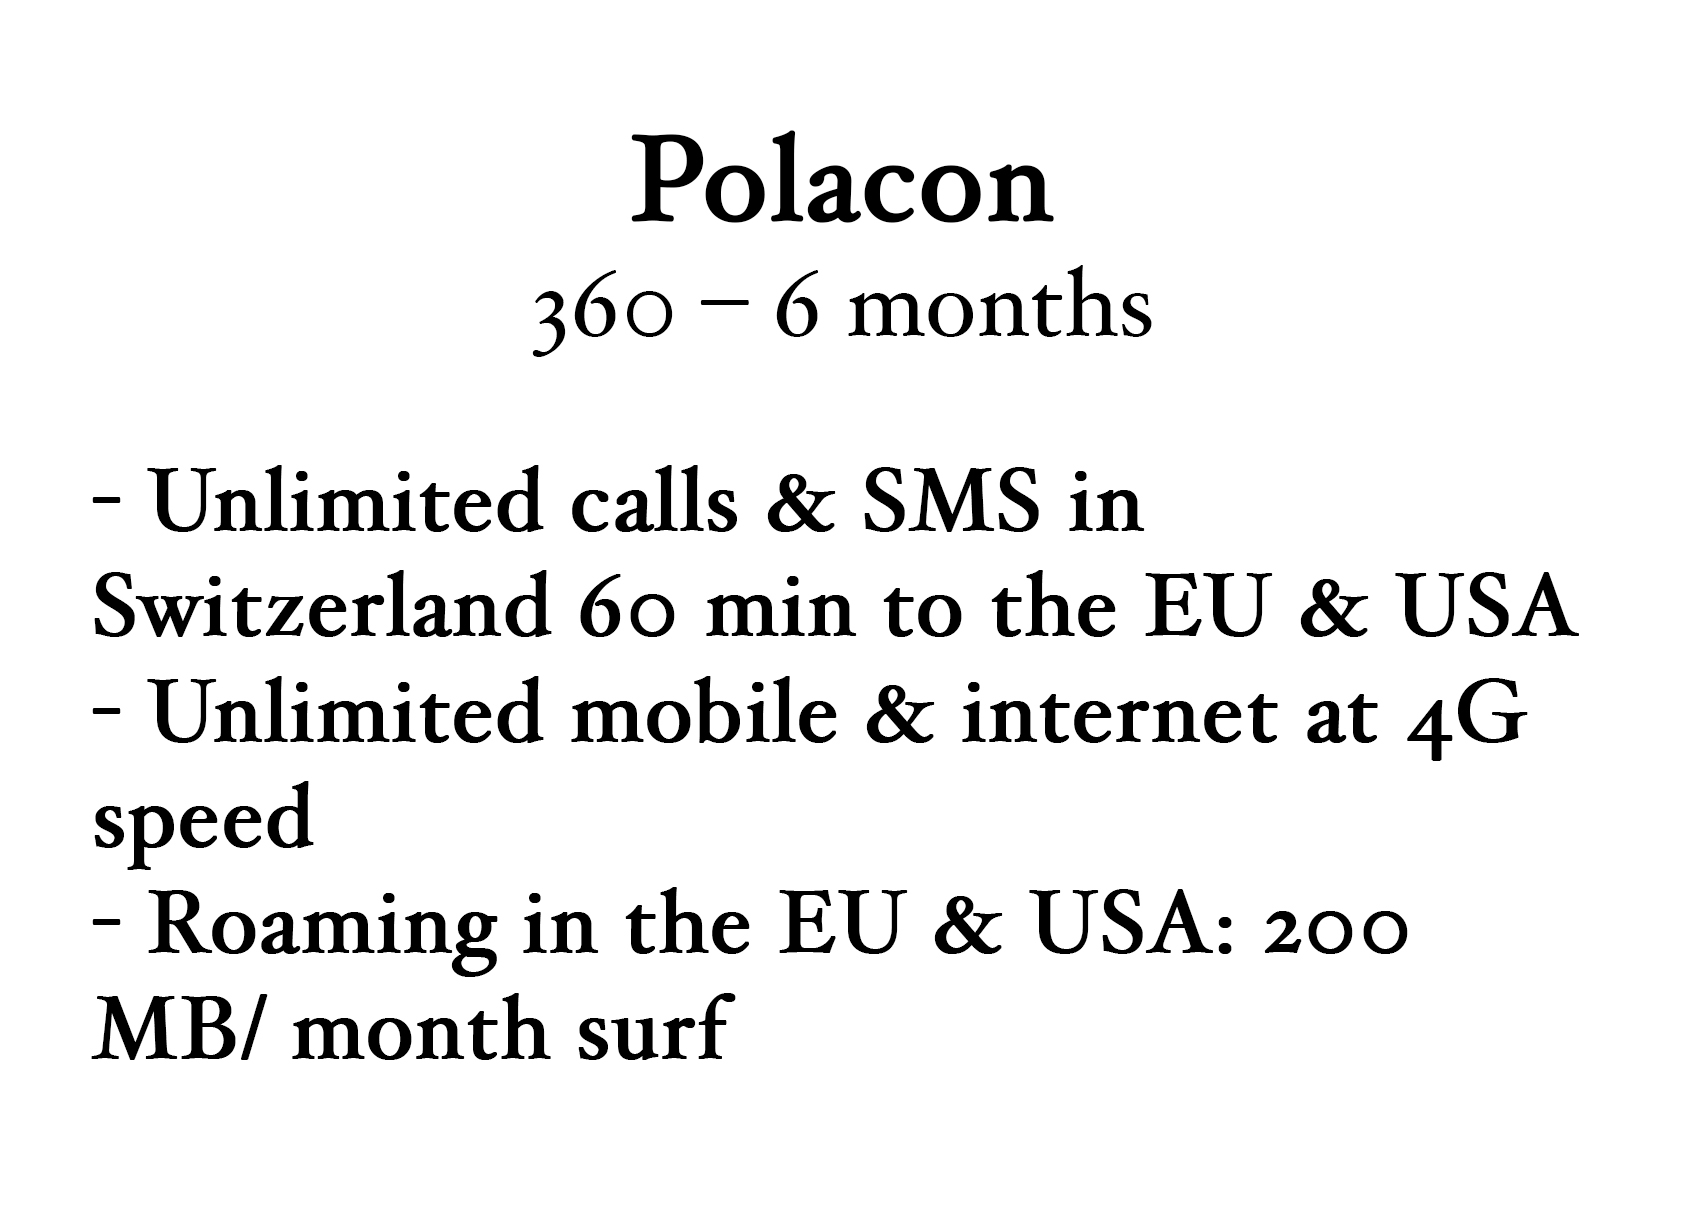 Polacon
360 – 6 months
- Unlimited calls & SMS in
Switzerland 60 min to the EU & USA
- Unlimited mobile & internet at 4G
speed
- Roaming in the EU & USA: 200
MB/ month surf